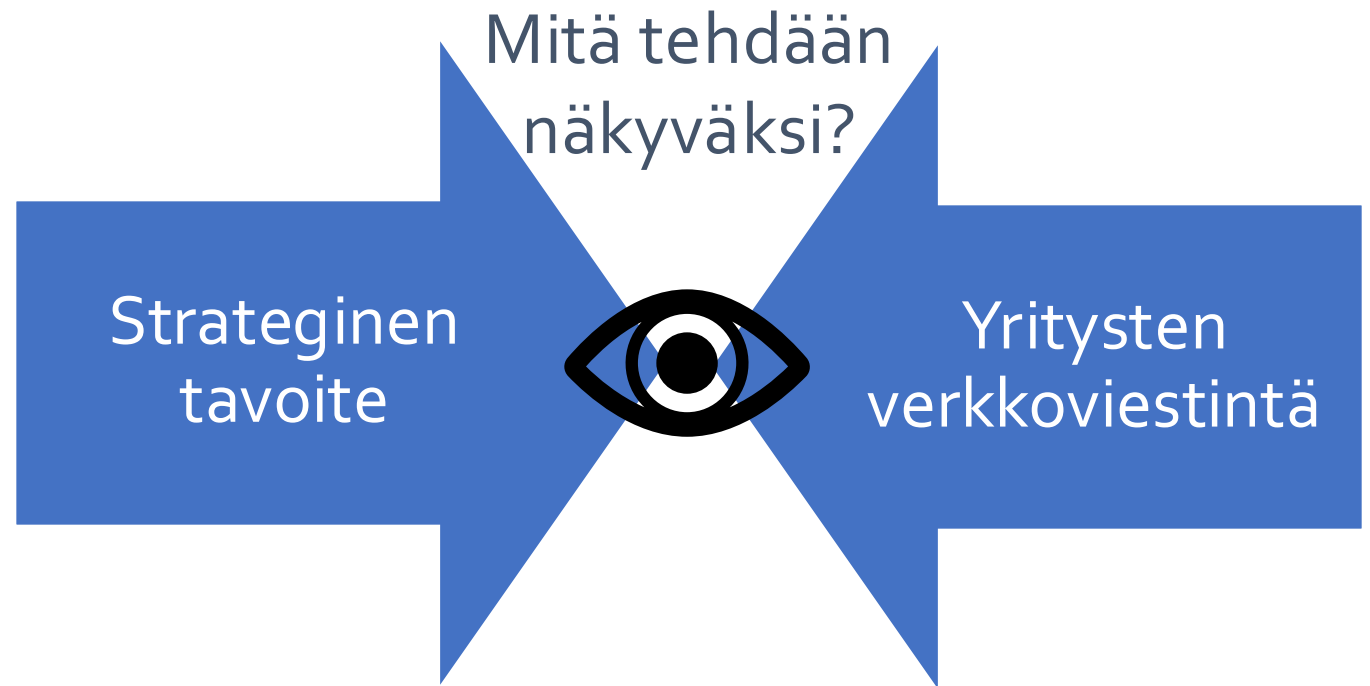 Mitä tehdään
näkyväksi?
Strateginen
tavoite
Yritysten
verkkoviestintä